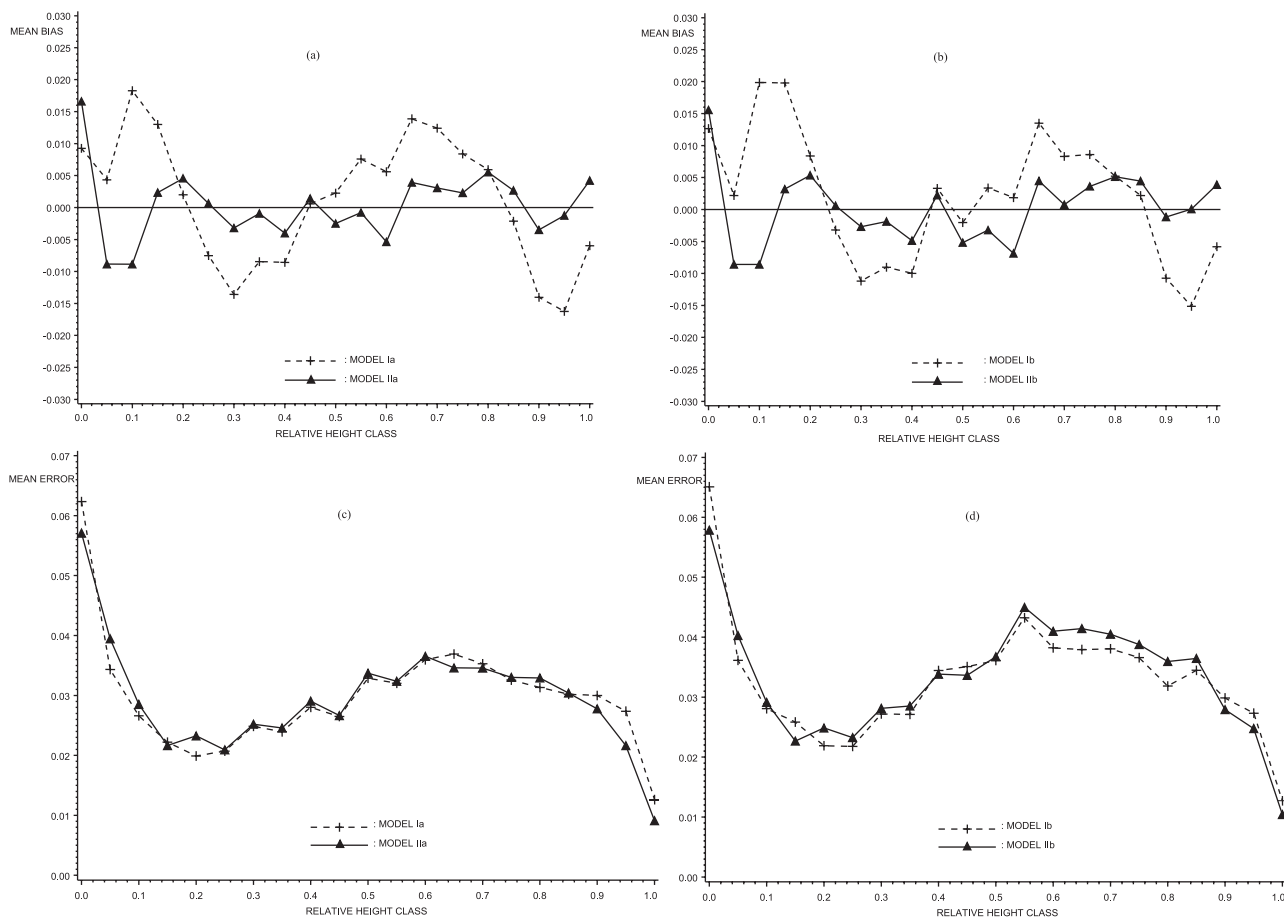 MEAN BIAS
(a)
0.030
0.025
0.020
0.015
0.010
0.005
0.000
-0.005
-0.010
-0.015
-0.020
-0.025
-0.030
: MODEL Ia
: MODEL IIa
0.0 0.1 0.2 0.3 0.4 0.5 0.6 0.7 0.8 0.9 1.0
RELATIVE HEIGHT CLASS
MEAN BIAS
(b)
0.030
0.025
0.020
0.015
0.010
0.005
0.000
-0.005
-0.010
-0.015
-0.020
-0.025
-0.030
: MODEL Ib
: MODEL IIb
0.0 0.1 0.2 0.3 0.4 0.5 0.6 0.7 0.8 0.9 1.0
RELATIVE HEIGHT CLASS
MEAN ERROR
(c)
0.07
0.06
0.05
0.04
0.03
0.02
0.01
0.00
: MODEL Ia
: MODEL IIa
0.0 0.1 0.2 0.3 0.4 0.5 0.6 0.7 0.8 0.9 1.0
RELATIVE HEIGHT CLASS
MEAN ERROR
(d)
0.07
0.06
0.05
0.04
0.03
0.02
0.01
0.00
: MODEL Ib
: MODEL IIb
0.0 0.1 0.2 0.3 0.4 0.5 0.6 0.7 0.8 0.9 1.0
RELATIVE HEIGHT CLASS